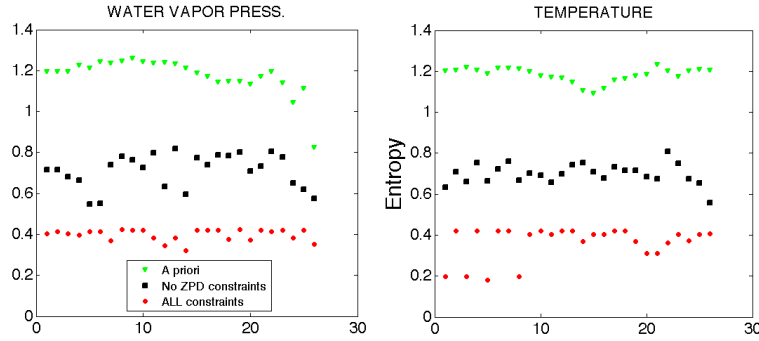 WATER VAPOR PRESS.
1.4
1.2
1
0.8
0.6
0.4
0.2
0
0 10 20 30
A priori
No ZPD constraints
ALL constraints
TEMPERATURE
Entropy
1.4
1.2
1
0.8
0.6
0.4
0.2
0
0 10 20 30